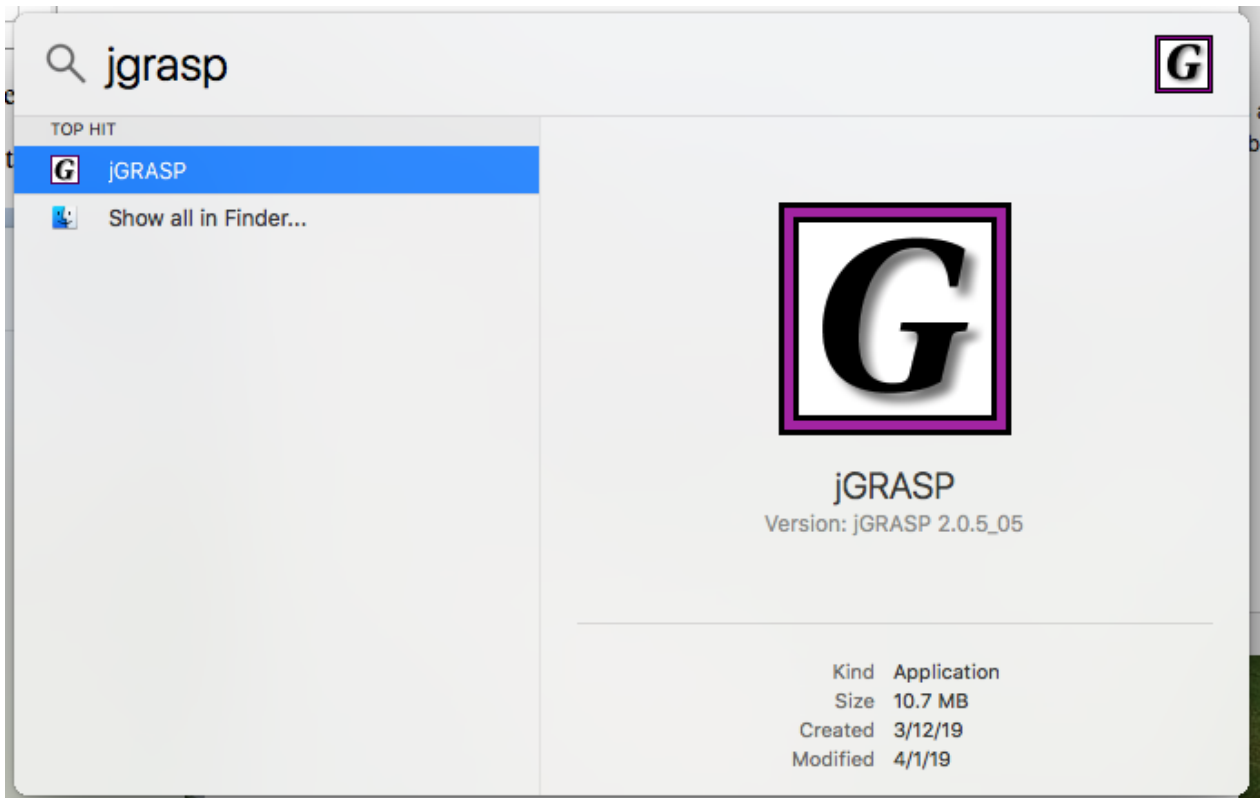 jgrasp
G
TOP HIT
G jGRASP
Show all in Finder...
G
jGRASP
Version: jGRASP 2.0.5_05
Kind Application
Size 10.7 MB
Created 3/12/19
Modified 4/1/19